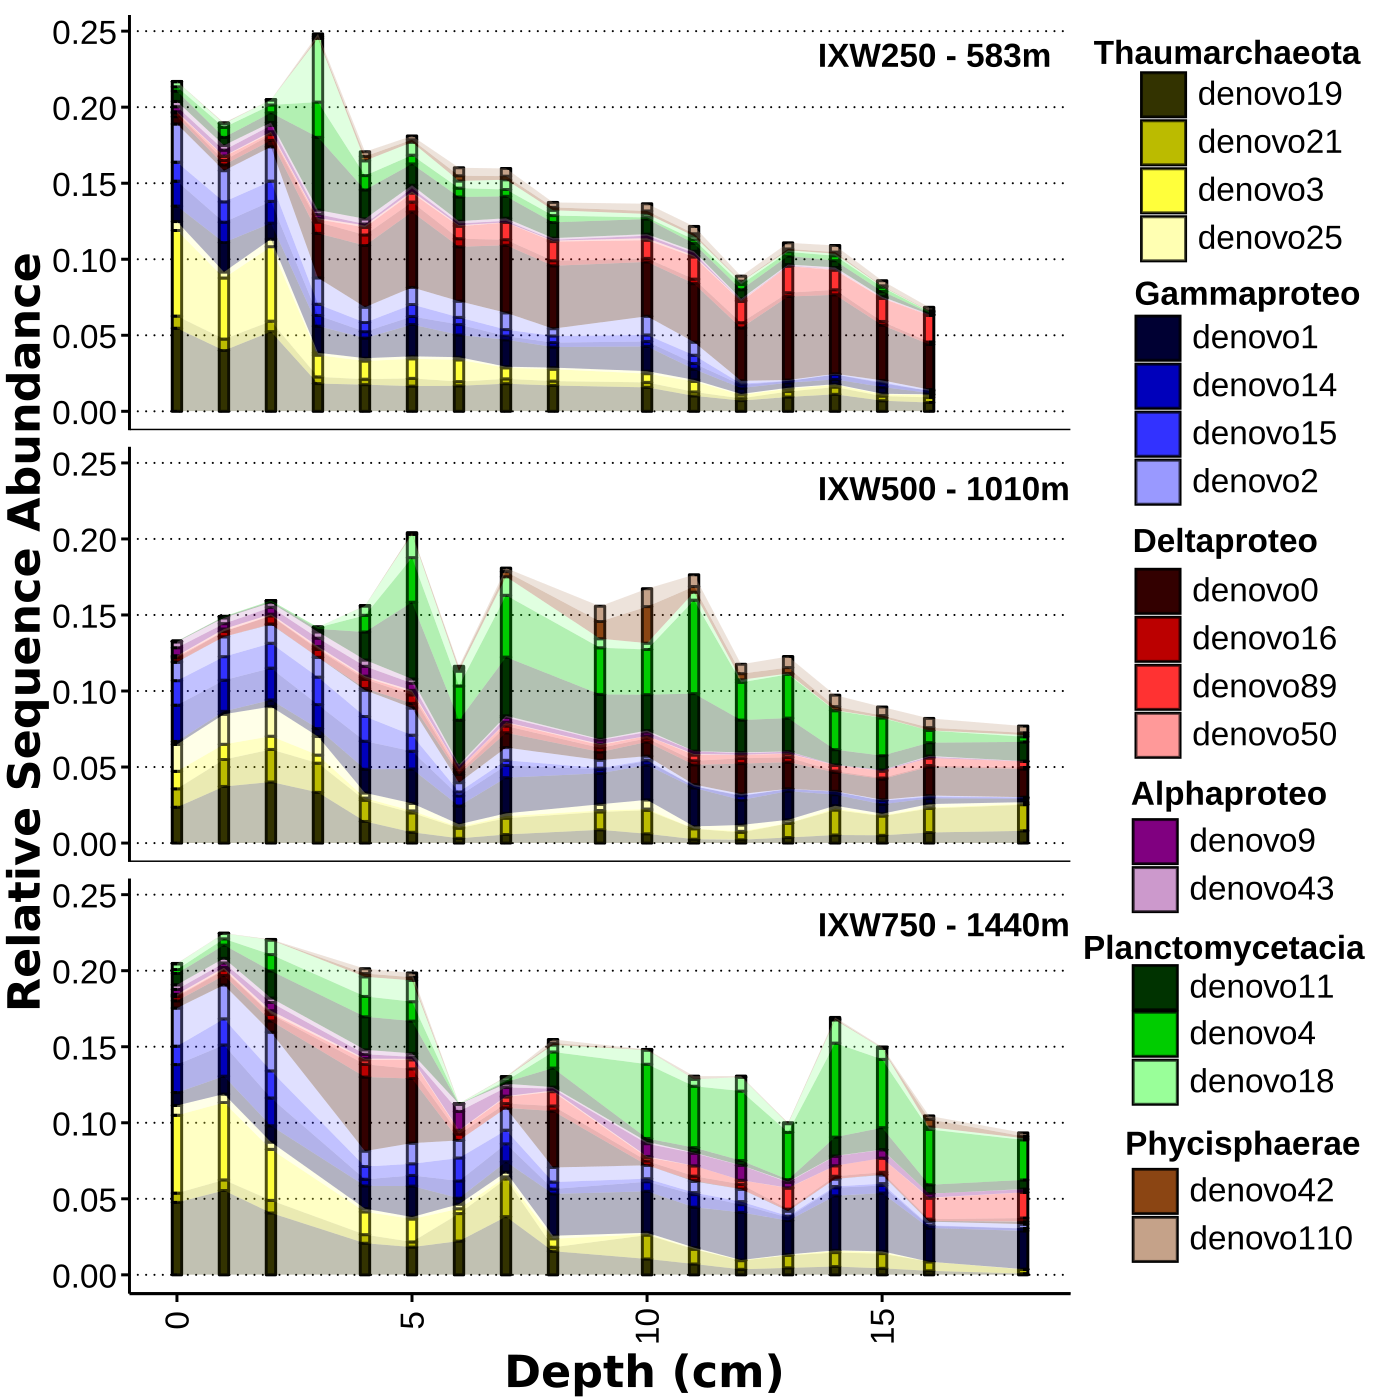 Relative Sequence Abundance
IXW250 - 583m
0.25
0.20
0.15
0.10
0.05
0.00
IXW500 - 1010m
0.25
0.20
0.15
0.10
0.05
0.00
IXW750 - 1440m
0.25
0.20
0.15
0.10
0.05
0.00
0 5 10 15
Depth (cm)
Thaumarchaeota
denovo19
denovo21
denovo3
denovo25
Gammaproteo
denovo1
denovo14
denovo15
denovo2
Deltaproteo
denovo0
denovo16
denovo89
denovo50
Alphaproteo
denovo9
denovo43
Planctomycetacia
denovo11
denovo4
denovo18
Phycisphaerae
denovo42
denovo110